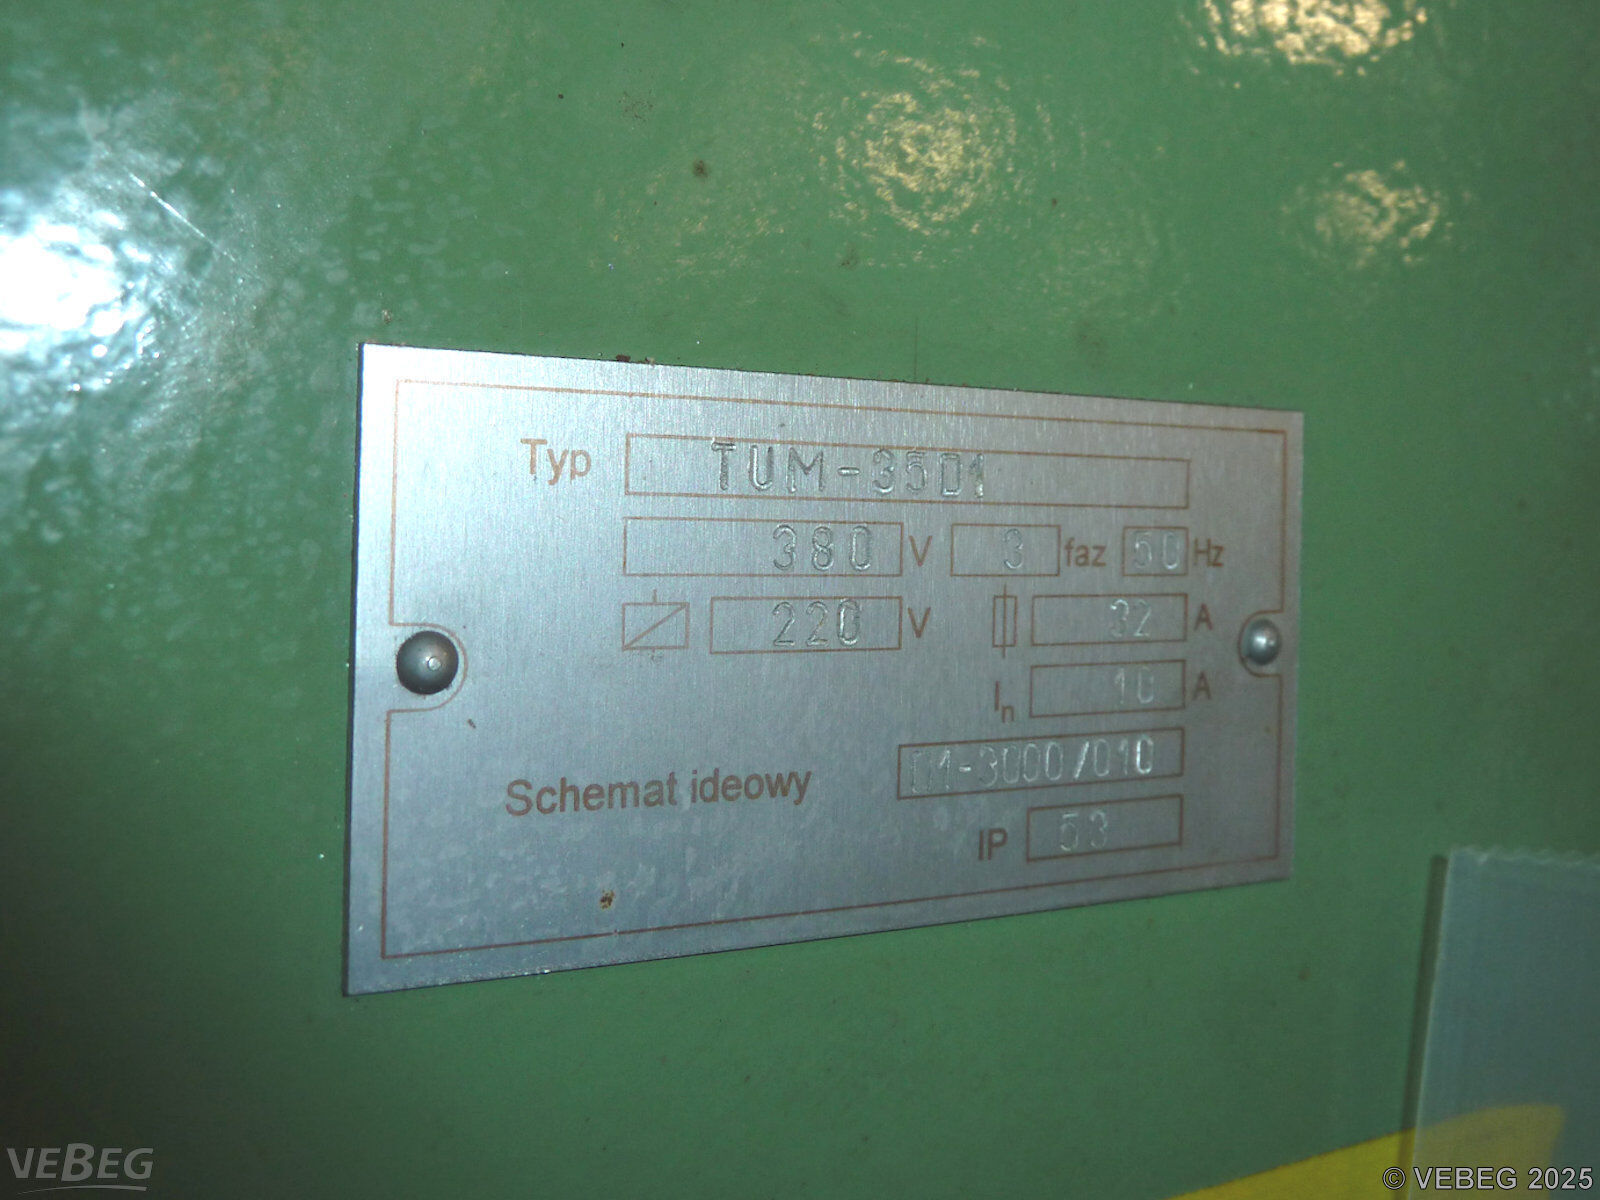 Typ TUM-35D1
380 V 3 faz 50 Hz
220 V 32 A
In 10 A
Schemat ideowy D1-3000/010
IP 53
VEBEG
© VEBEG 2025